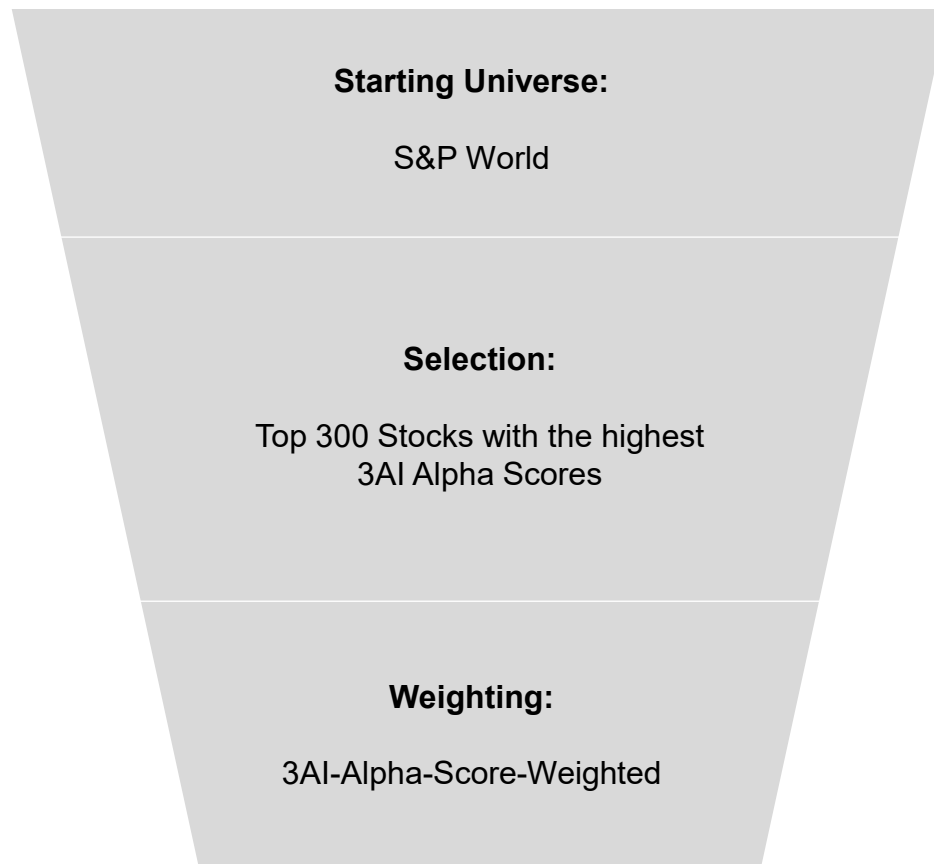 Starting Universe:
S&P World
Selection:
Top 300 Stocks with the highest
3AI Alpha Scores
Weighting:
3AI-Alpha-Score-Weighted